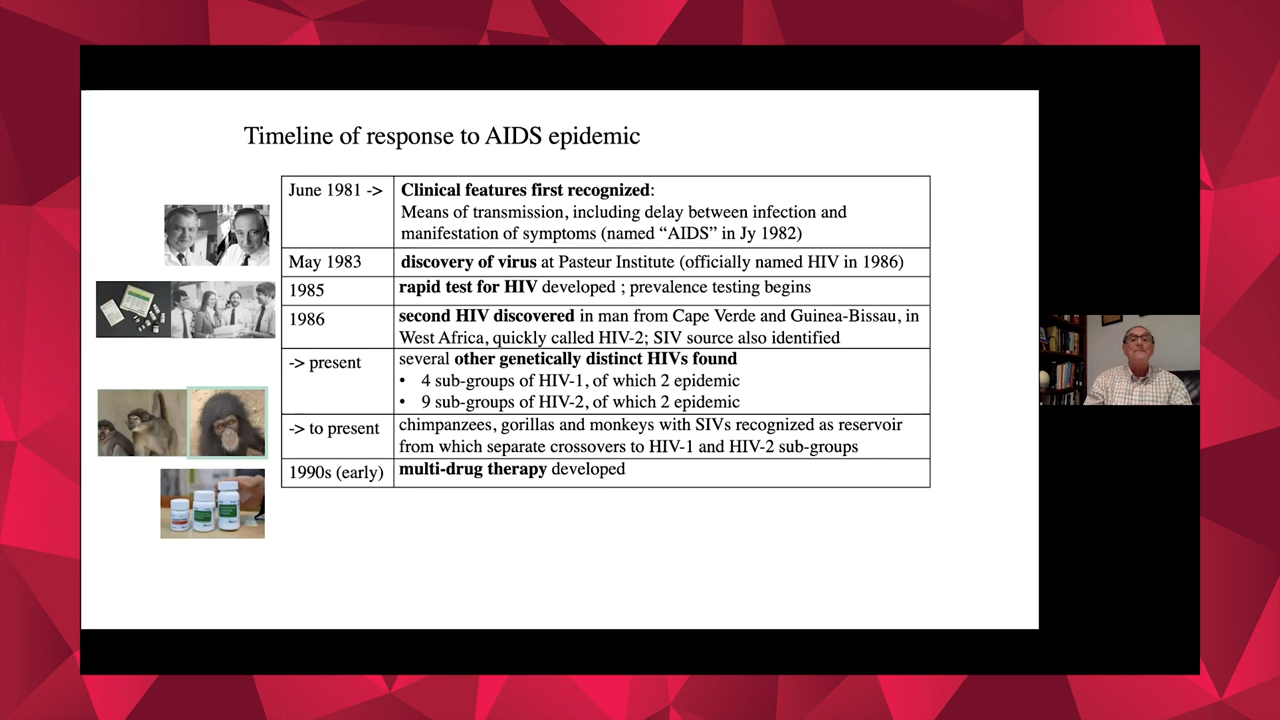 Timeline of response to AIDS epidemic
June 1981 ->
Clinical features first recognized:
Means of transmission, including delay between infection and
manifestation of symptoms (named “AIDS” in Jy 1982)
May 1983
discovery of virus at Pasteur Institute (officially named HIV in 1986)
1985
rapid test for HIV developed ; prevalence testing begins
1986
second HIV discovered in man from Cape Verde and Guinea-Bissau, in
West Africa, quickly called HIV-2; SIV source also identified
-> present
several other genetically distinct HIVs found
• 4 sub-groups of HIV-1, of which 2 epidemic
• 9 sub-groups of HIV-2, of which 2 epidemic
-> to present
chimpanzees, gorillas and monkeys with SIVs recognized as reservoir
from which separate crossovers to HIV-1 and HIV-2 sub-groups
1990s (early)
multi-drug therapy developed